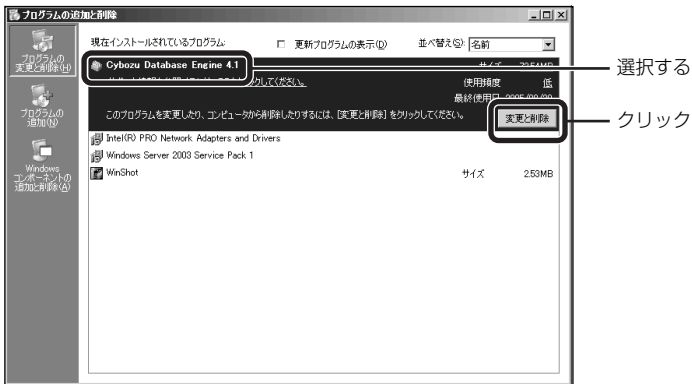 プログラムの追加と削除
現在インストールされているプログラム:
更新プログラムの表示(D)
並べ替え(S):
名前
プログラムの
変更と削除(H)
Cybozu Database Engine 4.1
サイズ
選択する
クリックしてください。
使用頻度
低
最終使用日
プログラムの
追加(N)
このプログラムを変更したり、コンピュータから削除したりするには、[変更と削除] をクリックしてください。
変更と削除
クリック
Intel(R) PRO Network Adapters and Drivers
Windows Server 2003 Service Pack 1
Windows
コンポーネントの
追加と削除(A)
WinShot
サイズ
2.53MB